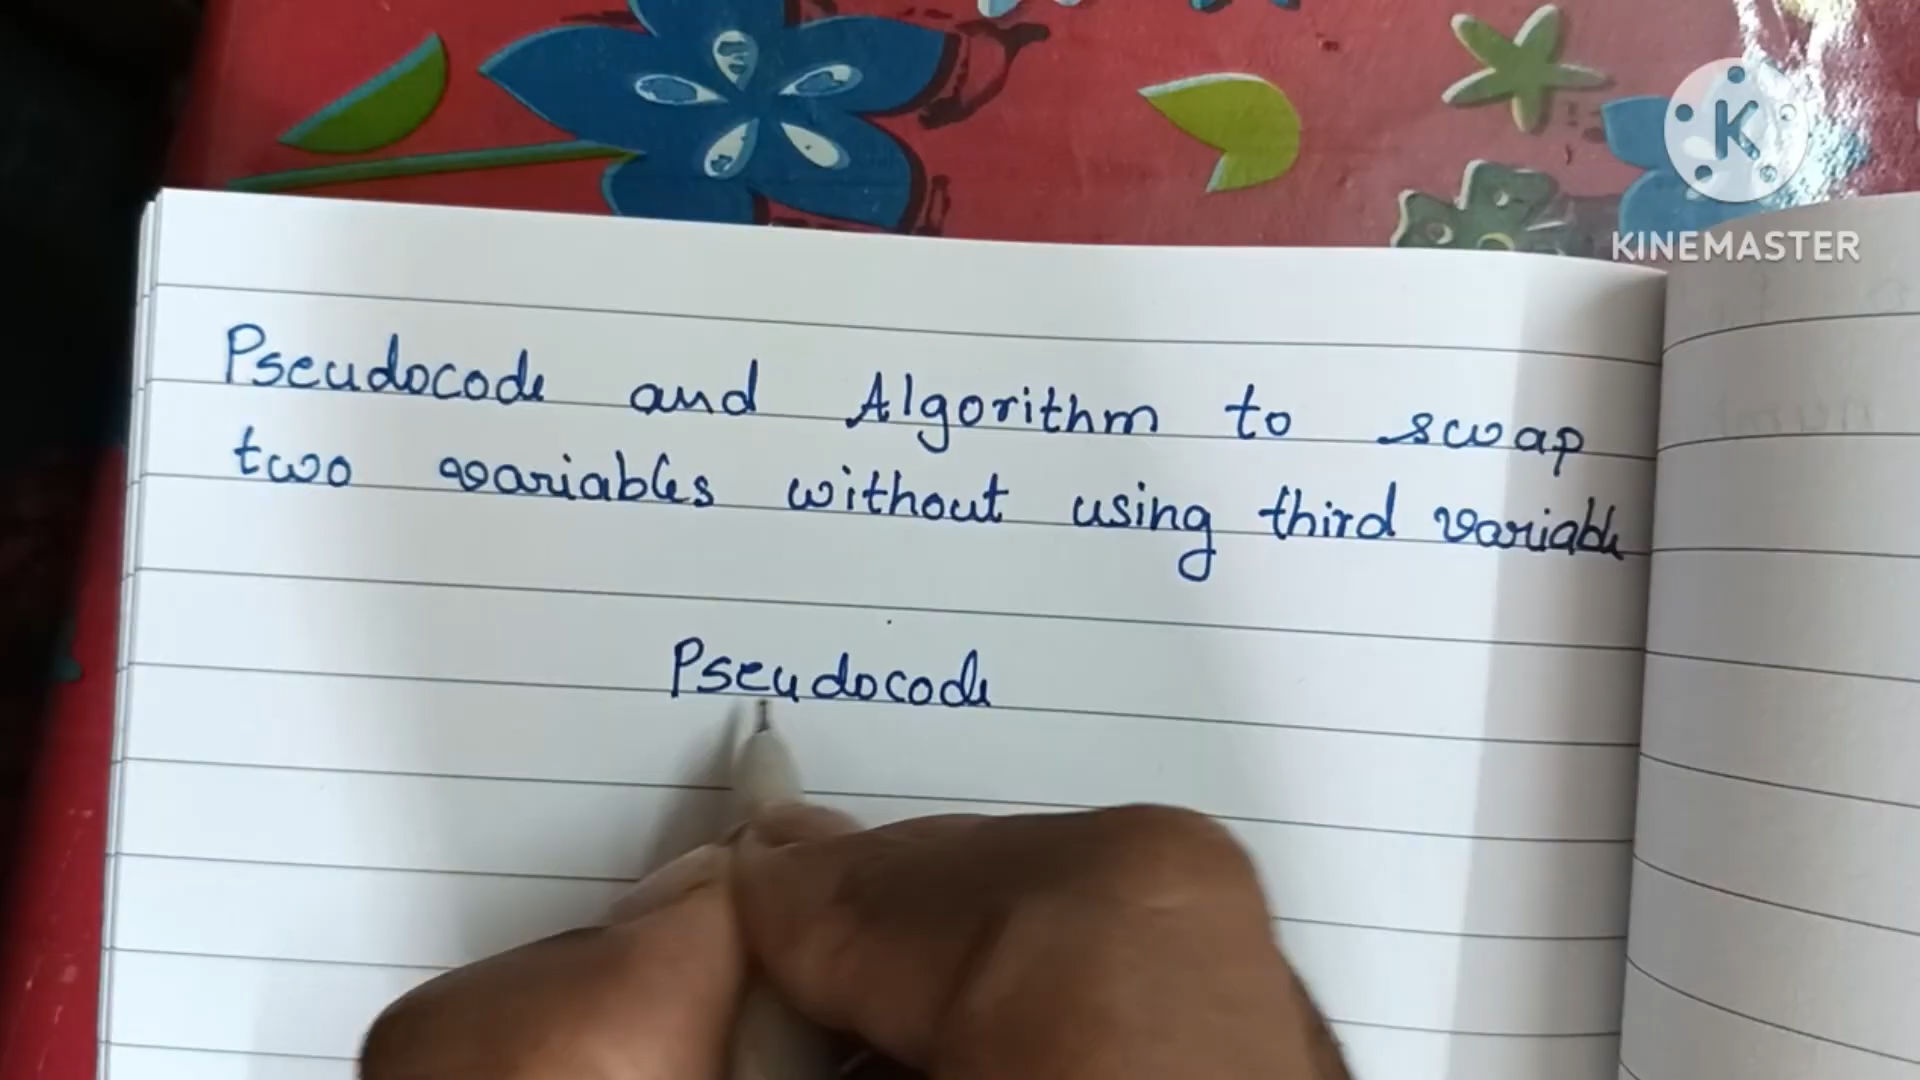 K
KINEMASTER
Pseudocode and Algorithm to swap
two variables without using third variable
Pseudocode